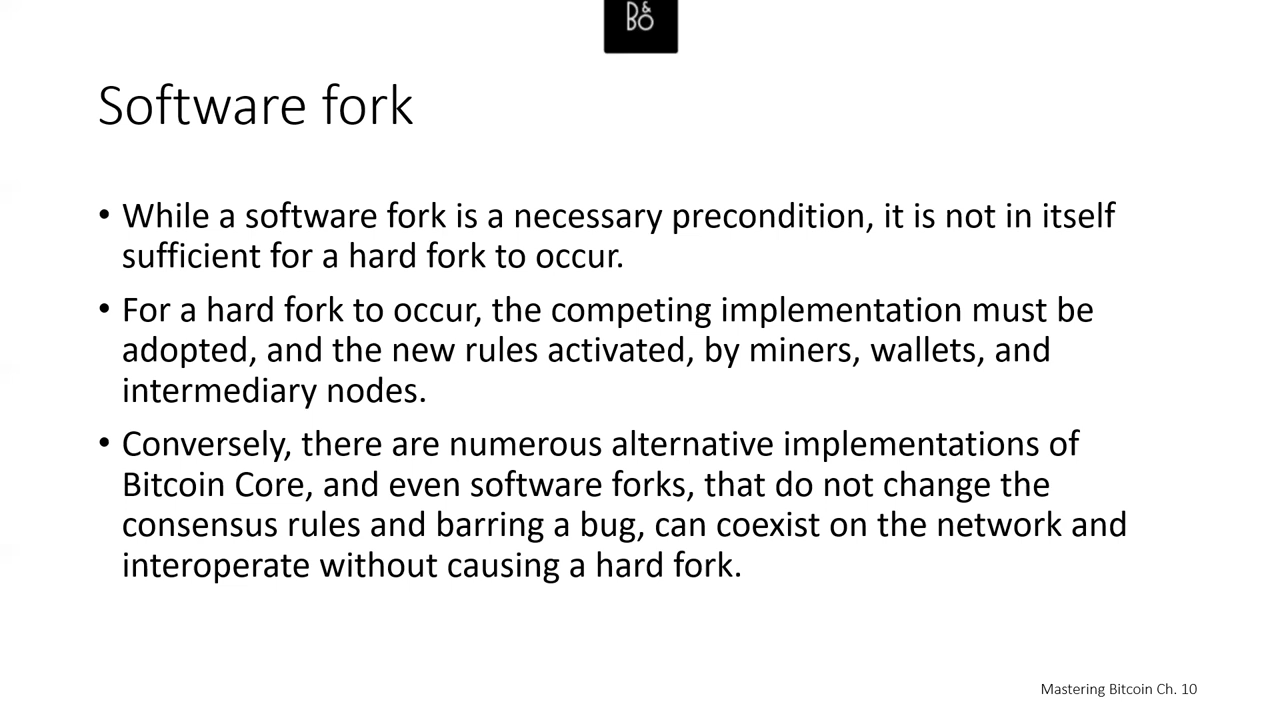 B&O
Software fork
• While a software fork is a necessary precondition, it is not in itself
sufficient for a hard fork to occur.
• For a hard fork to occur, the competing implementation must be
adopted, and the new rules activated, by miners, wallets, and
intermediary nodes.
• Conversely, there are numerous alternative implementations of
Bitcoin Core, and even software forks, that do not change the
consensus rules and barring a bug, can coexist on the network and
interoperate without causing a hard fork.
Mastering Bitcoin Ch. 10